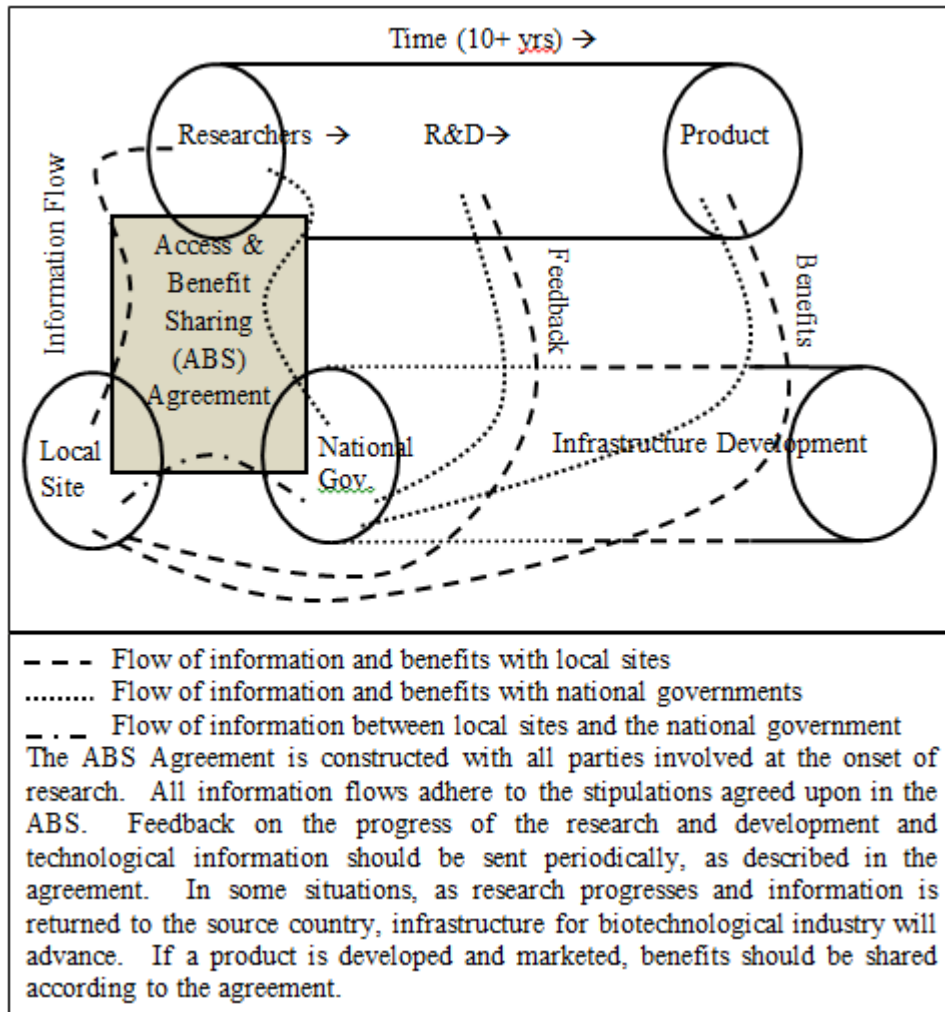 Time (10+ yrs) →
Researchers →
R&D→
Product
Information Flow
Access &
Benefit
Sharing
(ABS)
Agreement
Feedback
Benefits
Local
Site
National
Gov.
Infrastructure Development
Flow of information and benefits with local sites
Flow of information and benefits with national governments
Flow of information between local sites and the national government
The ABS Agreement is constructed with all parties involved at the onset of
research. All information flows adhere to the stipulations agreed upon in the
ABS. Feedback on the progress of the research and development and
technological information should be sent periodically, as described in the
agreement. In some situations, as research progresses and information is
returned to the source country, infrastructure for biotechnological industry will
advance. If a product is developed and marketed, benefits should be shared
according to the agreement.